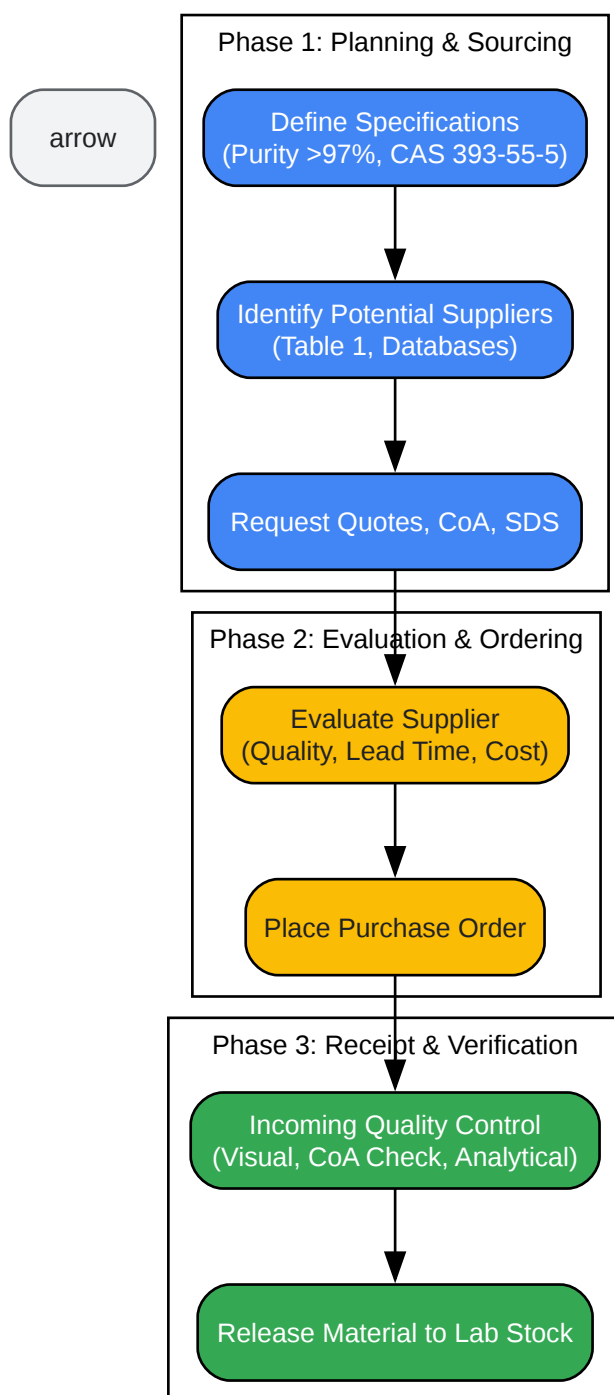 Phase 1: Planning & Sourcing
arrow
Define Specifications
(Purity >97%, CAS 393-55-5)
Identify Potential Suppliers
(Table 1, Databases)
Request Quotes, CoA, SDS
Phase 2: Evaluation & Ordering
Evaluate Supplier
(Quality, Lead Time, Cost)
Place Purchase Order
Phase 3: Receipt & Verification
Incoming Quality Control
(Visual, CoA Check, Analytical)
Release Material to Lab Stock